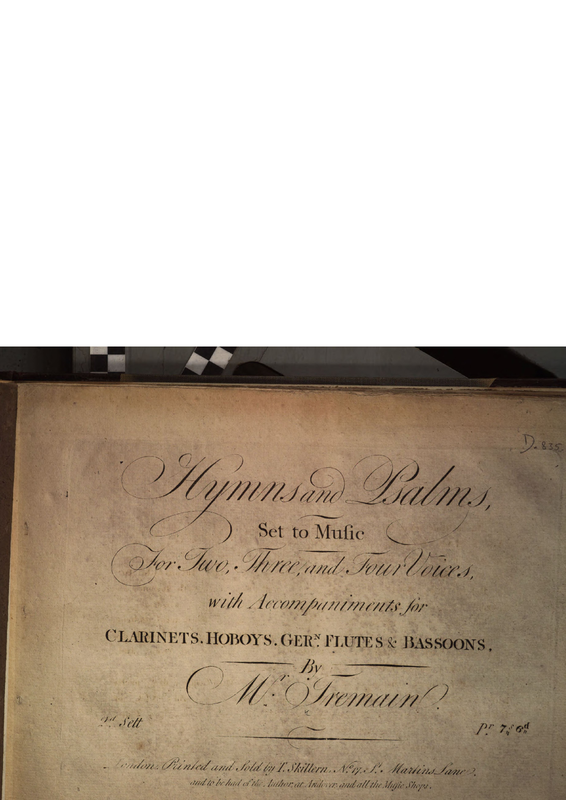 D. 835
Hymns and Psalms,
Set to Muſic
For Two, Three, and Four Voices,
with Accompaniments for
CLARINETS. HOBOYS. GERN. FLUTES & BASSOONS.
By
Mr. Tremain.
2d. Sett
Pr. 7s. 6d
London. Printed and Sold by T. Skillern. No. 17. St. Martins Lane.
and to be had of the Author, at Andover, and all the Muſic Shops.